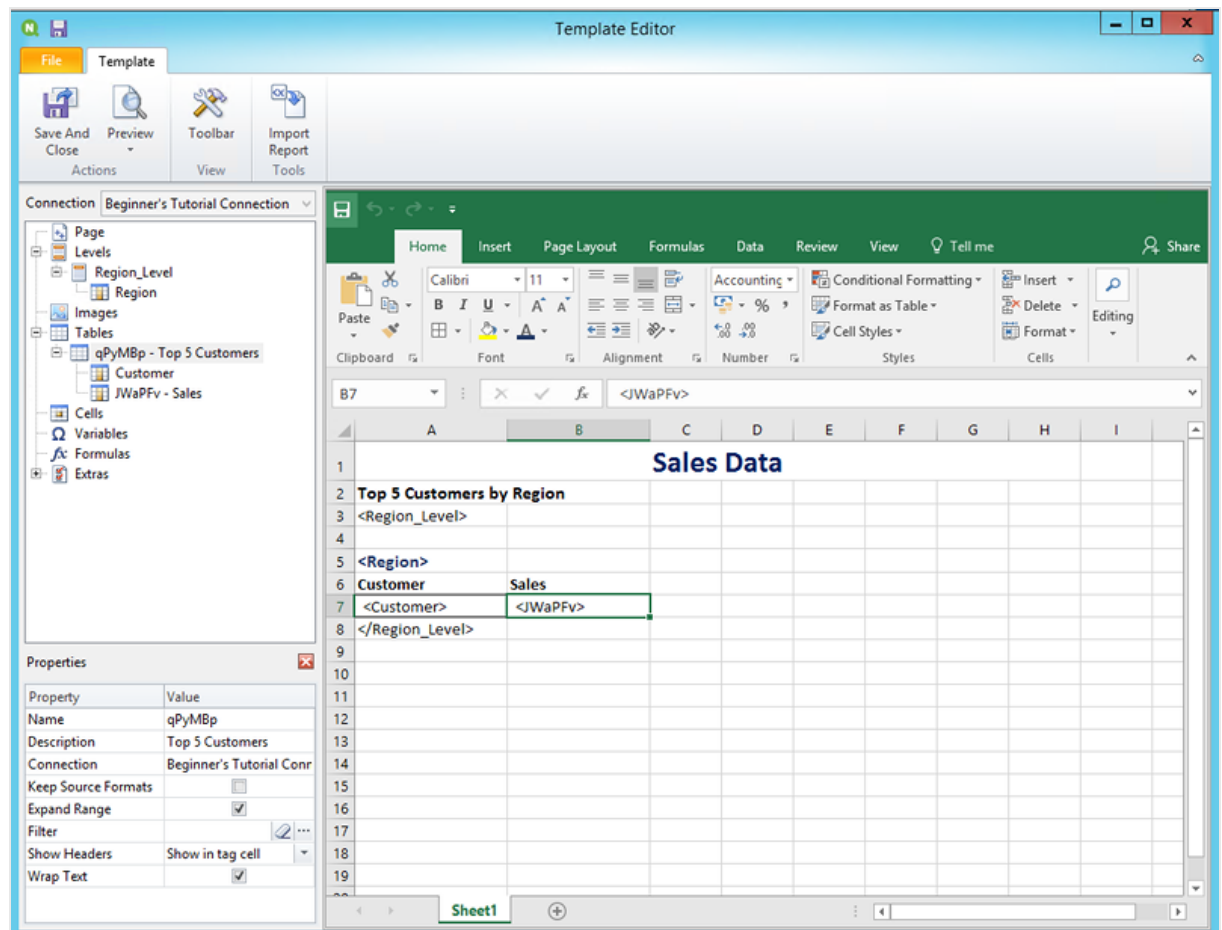 Template Editor
File Template
Save And Close
Preview
Toolbar
Import Report
Actions View Tools
Connection Beginner's Tutorial Connection
Page
Levels
Region_Level
Region
Images
Tables
qPyMBp - Top 5 Customers
Customer
JWaPFv - Sales
Cells
Variables
fx Formulas
Extras
Properties
Property Value
Name qPyMBp
Description Top 5 Customers
Connection Beginner's Tutorial Conr
Keep Source Formats
Expand Range
Filter
Show Headers Show in tag cell
Wrap Text
Home Insert Page Layout Formulas Data Review View Tell me Share
Paste
Calibri 11
B I U A A
A
Accounting
% ,
Conditional Formatting
Format as Table
Cell Styles
Insert
Delete
Format
Editing
Clipboard Font Alignment Number Styles Cells
B7 fx <JWaPFv>
A B C D E F G H I
1 Sales Data
2 Top 5 Customers by Region
3 <Region_Level>
4
5 <Region>
6 Customer Sales
7 <Customer> <JWaPFv>
8 </Region_Level>
9
10
11
12
13
14
15
16
17
18
19
Sheet1